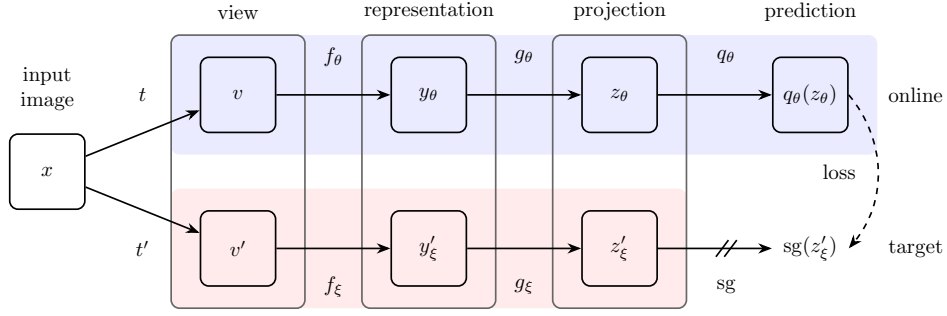 view
representation
projection
prediction
input
image
t
f_θ
g_θ
q_θ
x
v
y_θ
z_θ
q_θ(z_θ)
online
loss
t′
v′
y′_ξ
z′_ξ
sg(z′_ξ)
target
f_ξ
g_ξ
sg